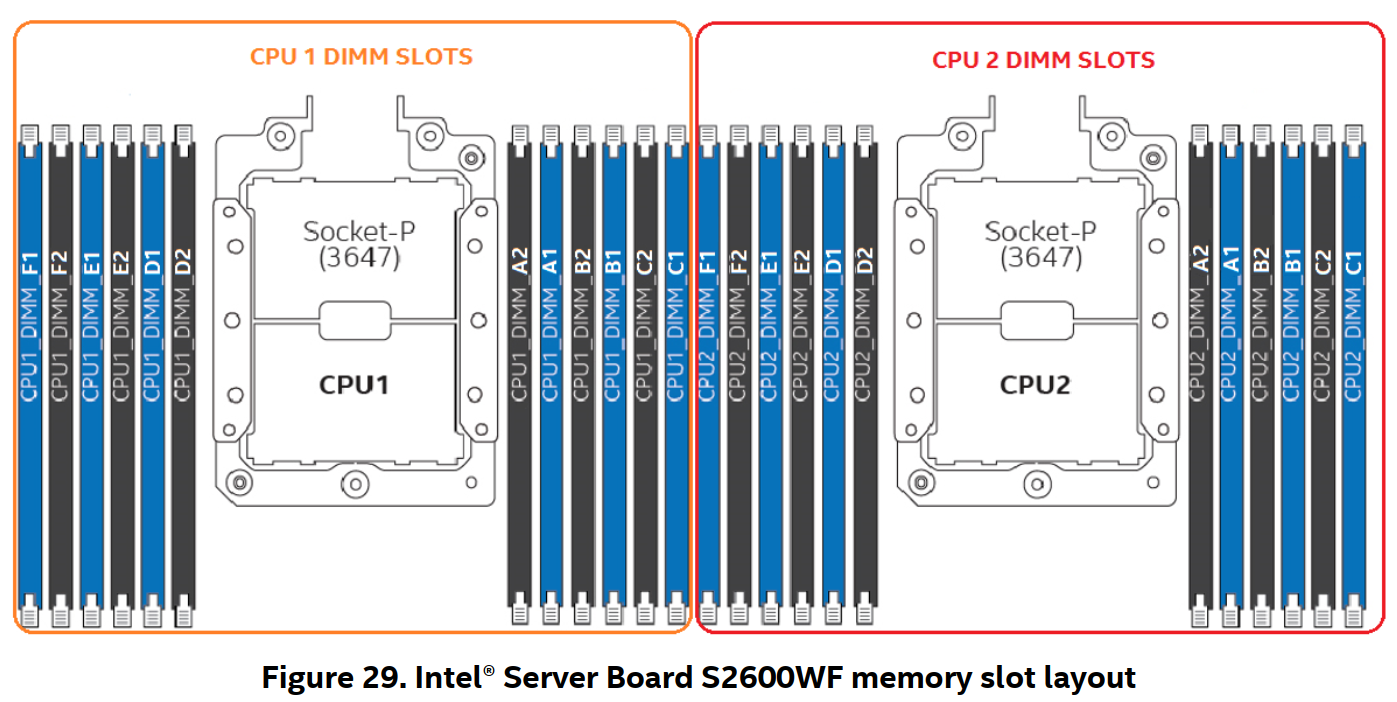 CPU 1 DIMM SLOTS
CPU 2 DIMM SLOTS
CPU1_DIMM_F1
CPU1_DIMM_F2
CPU1_DIMM_E1
CPU1_DIMM_E2
CPU1_DIMM_D1
CPU1_DIMM_D2
Socket-P
(3647)
CPU1
CPU1_DIMM_A2
CPU1_DIMM_A1
CPU1_DIMM_B2
CPU1_DIMM_B1
CPU1_DIMM_C2
CPU1_DIMM_C1
CPU2_DIMM_F1
CPU2_DIMM_F2
CPU2_DIMM_E1
CPU2_DIMM_E2
CPU2_DIMM_D1
CPU2_DIMM_D2
Socket-P
(3647)
CPU2
CPU2_DIMM_A2
CPU2_DIMM_A1
CPU2_DIMM_B2
CPU2_DIMM_B1
CPU2_DIMM_C2
CPU2_DIMM_C1
Figure 29. Intel® Server Board S2600WF memory slot layout